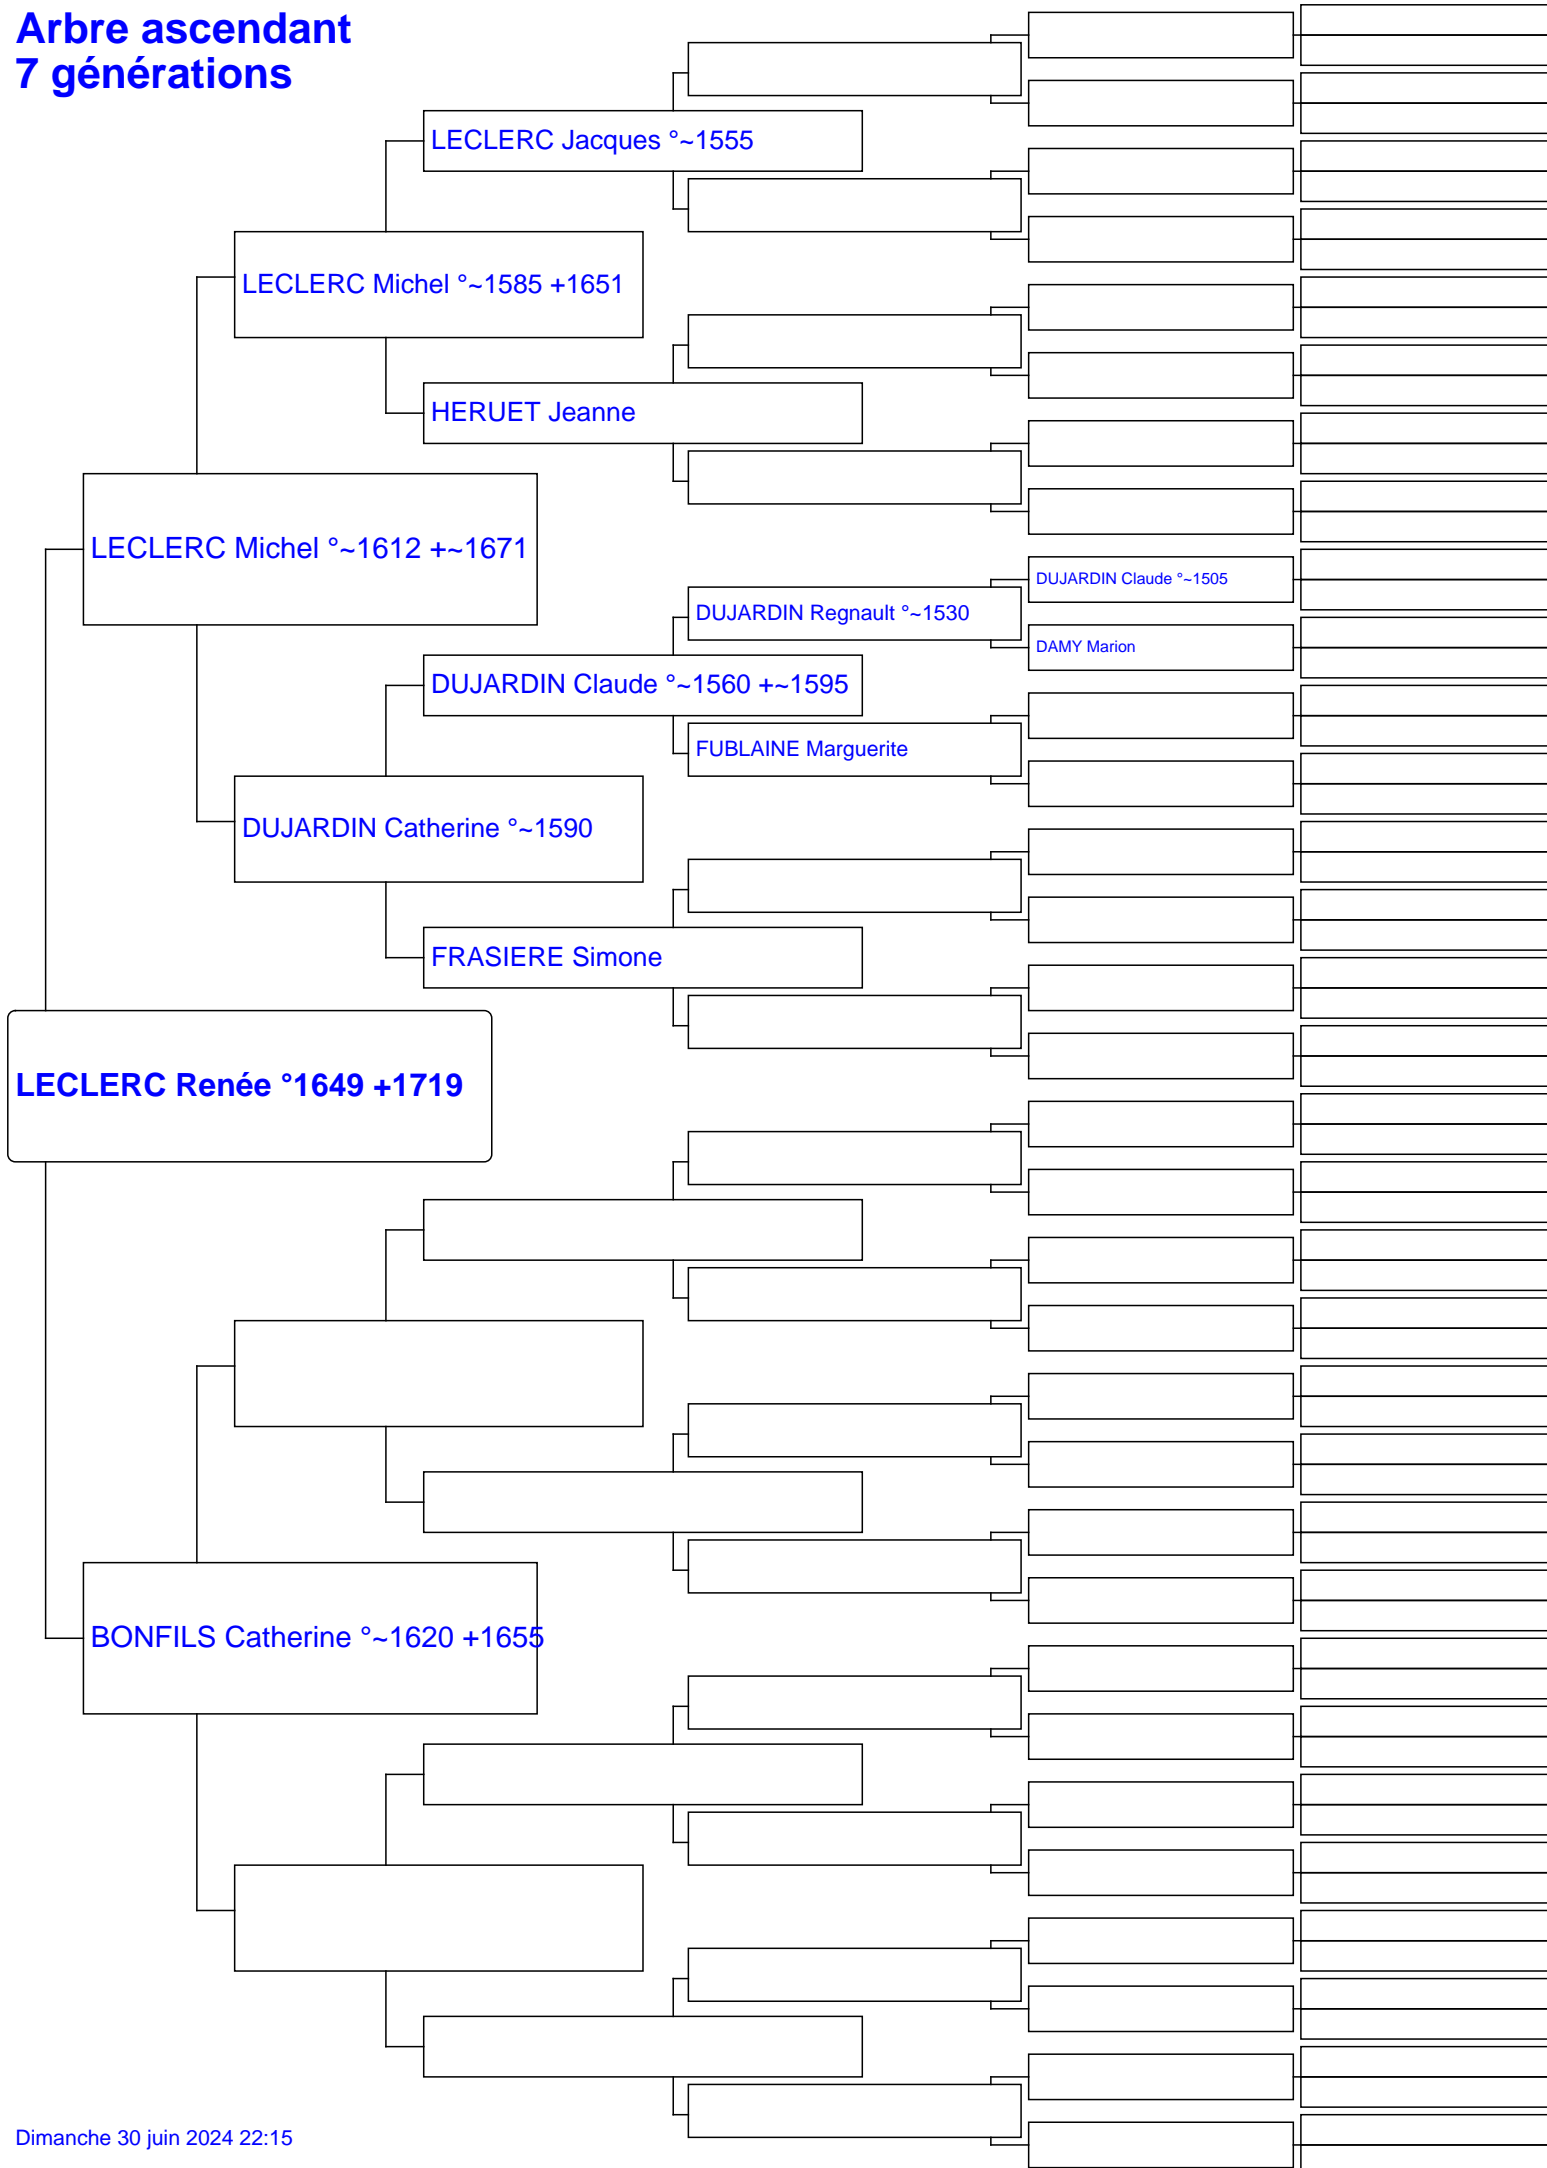 Arbre ascendant
7 générations
LECLERC Jacques °~1555
LECLERC Michel °~1585 +1651
HERUET Jeanne
LECLERC Michel °~1612 +~1671
DUJARDIN Claude °~1505
DUJARDIN Regnault °~1530
DAMY Marion
DUJARDIN Claude °~1560 +~1595
FUBLAINE Marguerite
DUJARDIN Catherine °~1590
FRASIERE Simone
LECLERC Renée °1649 +1719
BONFILS Catherine °~1620 +1655
Dimanche 30 juin 2024 22:15